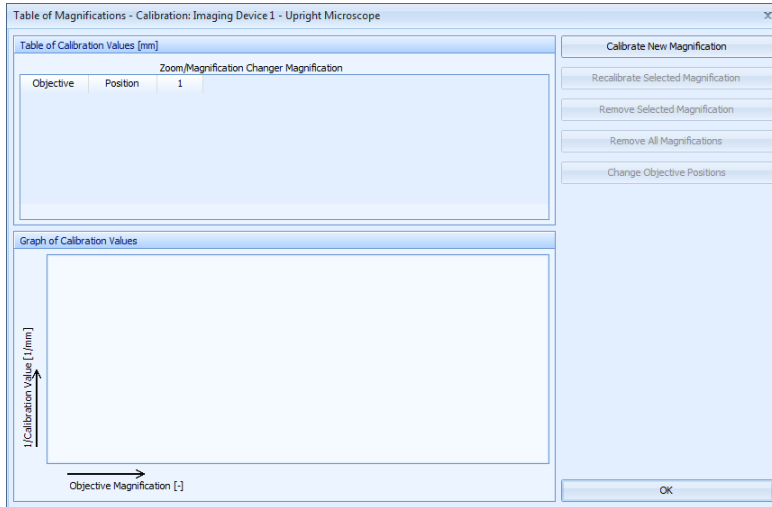 Table of Magnifications - Calibration: Imaging Device 1 - Upright Microscope
Table of Calibration Values [mm]
Zoom/Magnification Changer Magnification
Objective Position 1
Calibrate New Magnification
Recalibrate Selected Magnification
Remove Selected Magnification
Remove All Magnifications
Change Objective Positions
Graph of Calibration Values
1/Calibration Value [1/mm]
Objective Magnification [-]
OK